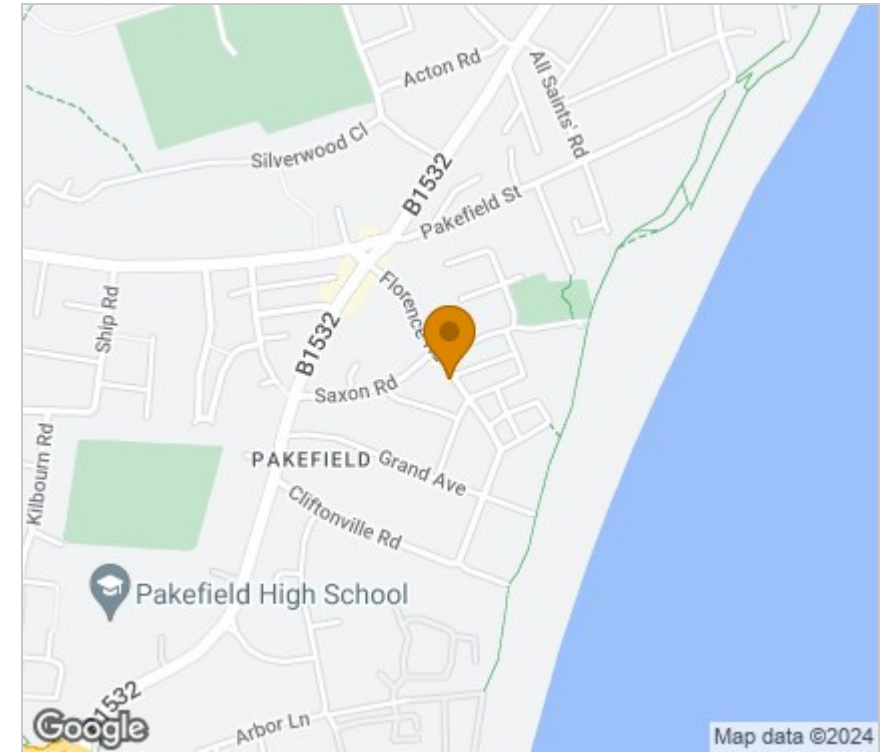 Acton Rd
All Saints' Rd
Silverwood Cl
B1532
Pakefield St
Florence
Ship Rd
B1532
Saxon Rd
Kilbourn Rd
PAKEFIELD
Grand Ave
Cliftonville Rd
Pakefield High School
B1532
Arbor Ln
Google
Map data ©2024